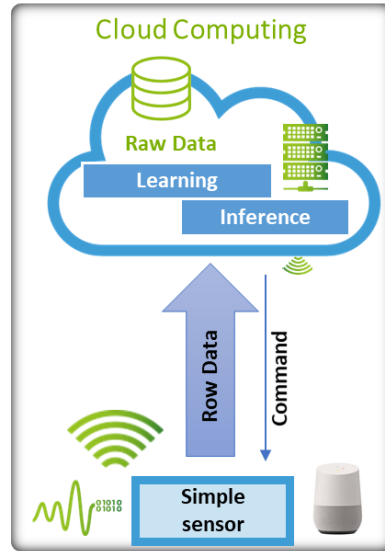 Cloud Computing
Raw Data
Learning
Inference
Row Data
Command
01010
01010
Simple
sensor